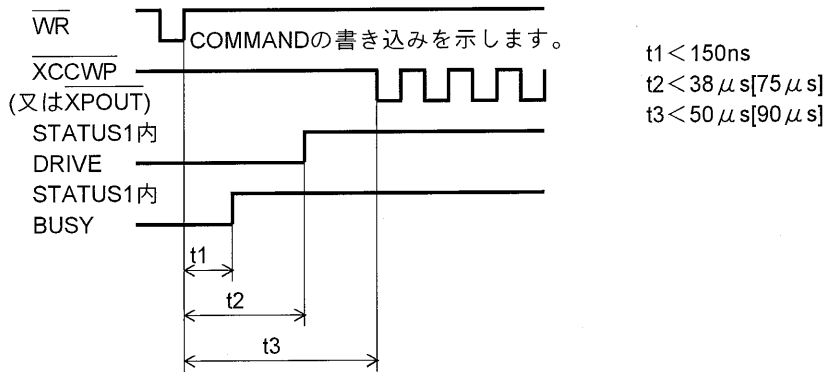 WR
COMMANDの書き込みを示します。
XCCWP
(又はXPOUT)
STATUS1内
DRIVE
STATUS1内
BUSY
t1
t2
t3
t1<150ns
t2<38μs[75μs]
t3<50μs[90μs]